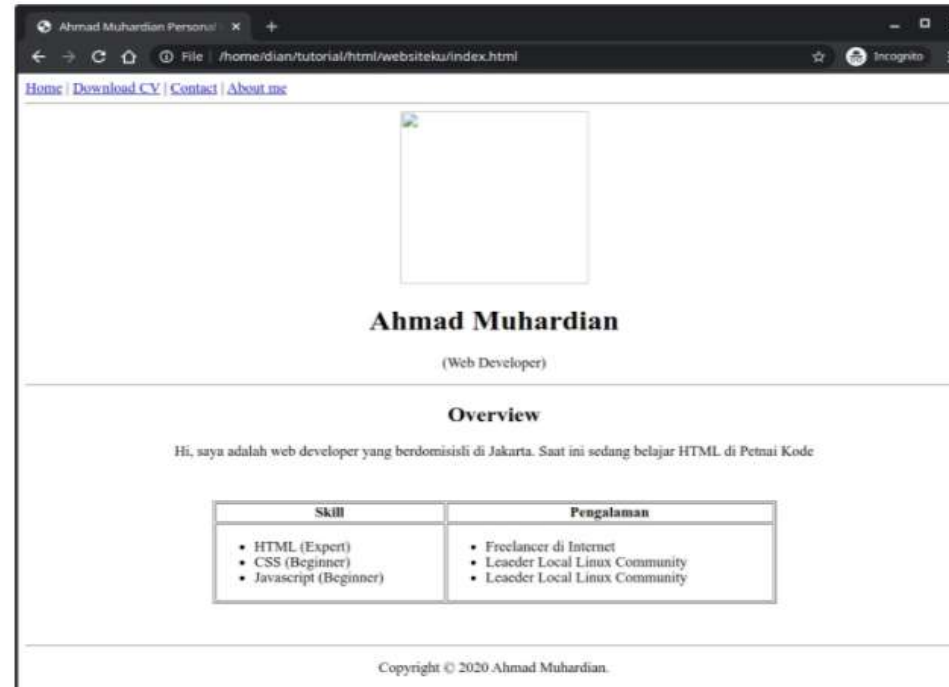 Ahmad Muhardian Personal
File /home/dian/tutorial/html/websiteku/index.html
Incognito
Home | Download CV | Contact | About me
Ahmad Muhardian
(Web Developer)
Overview
Hi, saya adalah web developer yang berdomisisli di Jakarta. Saat ini sedang belajar HTML di Petnai Kode
Skill Pengalaman
• HTML (Expert) • Freelancer di Internet
• CSS (Beginner) • Leaeder Local Linux Community
• Javascript (Beginner) • Leaeder Local Linux Community
Copyright © 2020 Ahmad Muhardian.